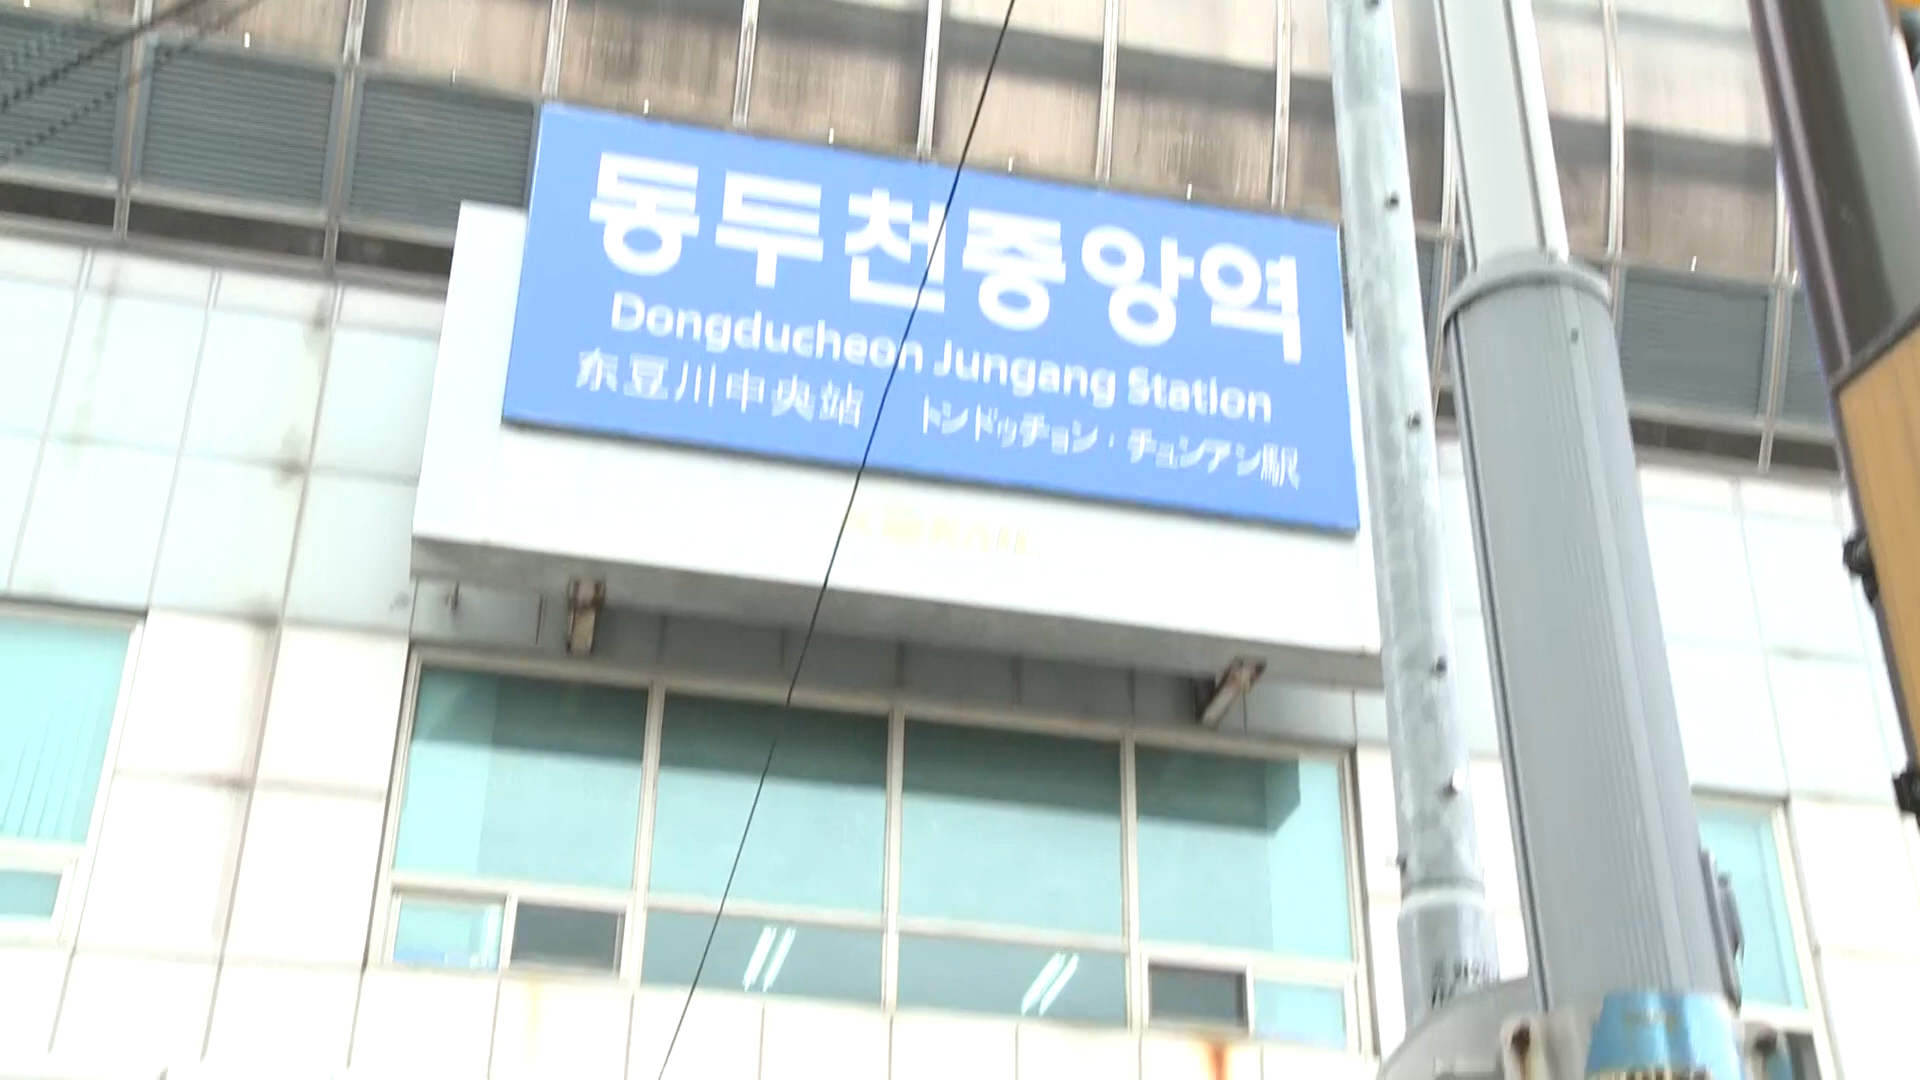 동두천중앙역
Dongducheon Jungang Station
东豆川中央站 トンドゥチョン・チュンアン駅
KORAIL